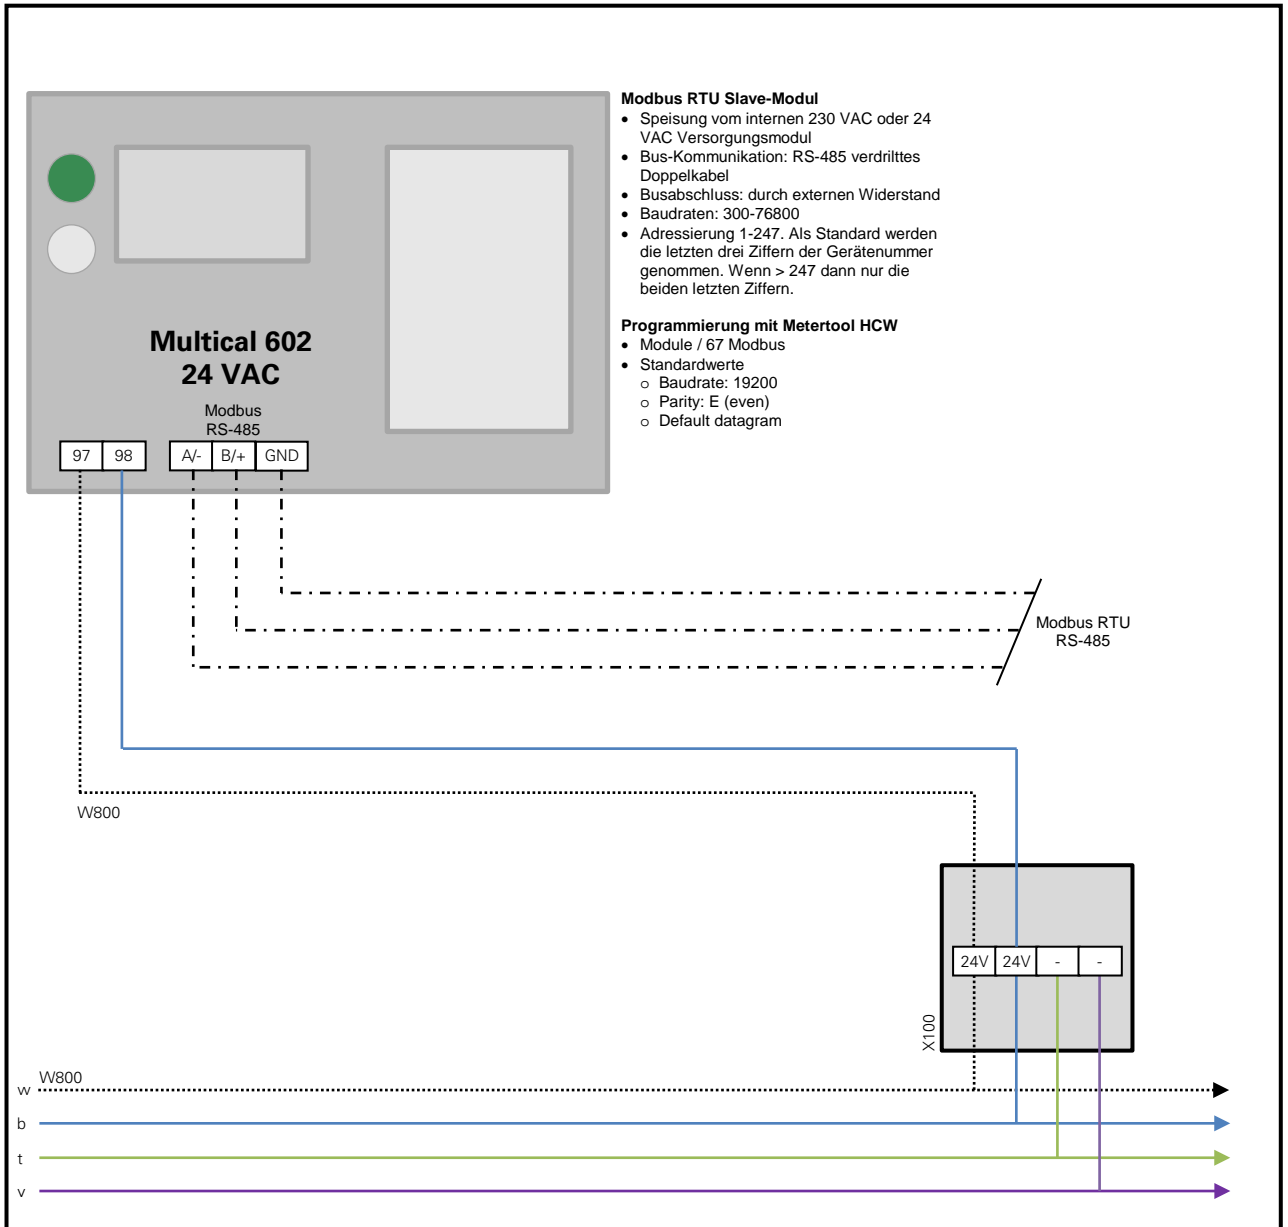 Modbus RTU Slave-Modul
• Speisung vom internen 230 VAC oder 24
VAC Versorgungsmodul
• Bus-Kommunikation: RS-485 verdrilttes
Doppelkabel
• Busabschluss: durch externen Widerstand
• Baudraten: 300-76800
• Adressierung 1-247. Als Standard werden
die letzten drei Ziffern der Gerätenummer
genommen. Wenn > 247 dann nur die
beiden letzten Ziffern.
Programmierung mit Metertool HCW
• Module / 67 Modbus
• Standardwerte
o Baudrate: 19200
o Parity: E (even)
o Default datagram
Multical 602
24 VAC
Modbus
RS-485
97 98 A/- B/+ GND
Modbus RTU
RS-485
W800
24V 24V - -
X100
W800
w
b
t
v